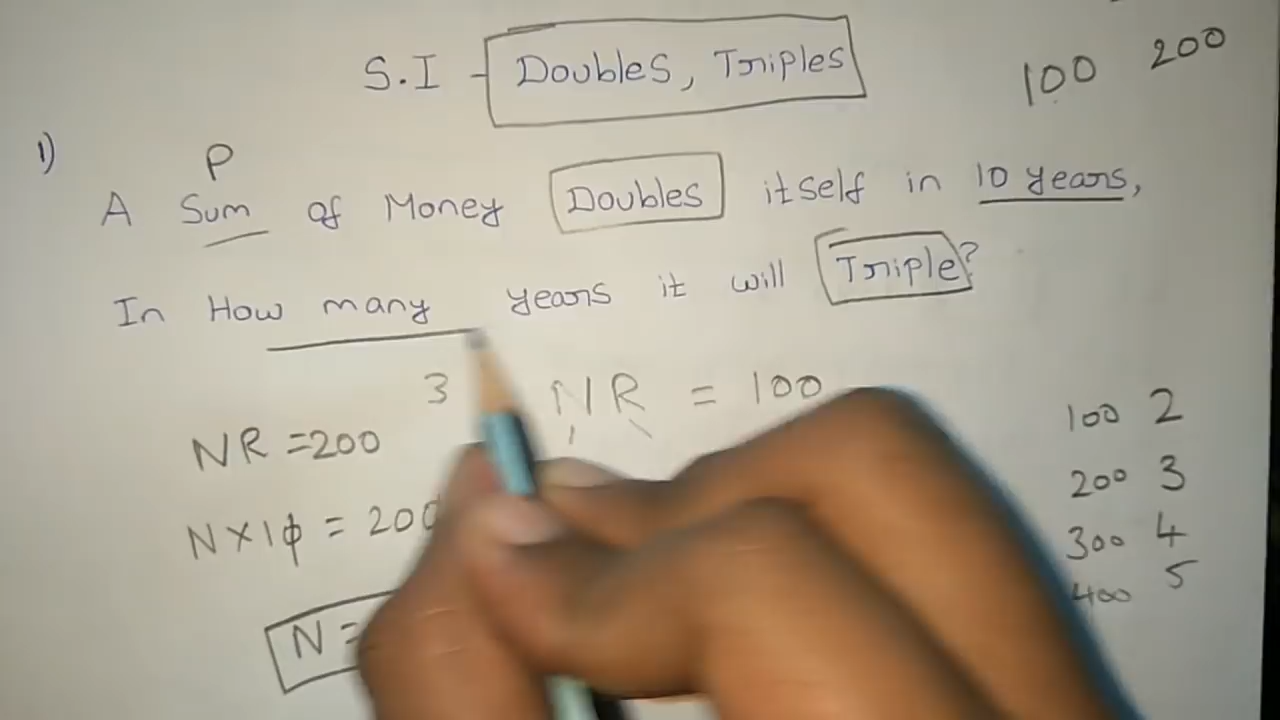 S.I - Doubles, Triples
100 200
1)
P
A Sum of Money Doubles itself in 10 years,
In How many years it will Triple?
3 NR = 100
NR = 200
N X 10 = 200
N =
100 2
200 3
300 4
400 5